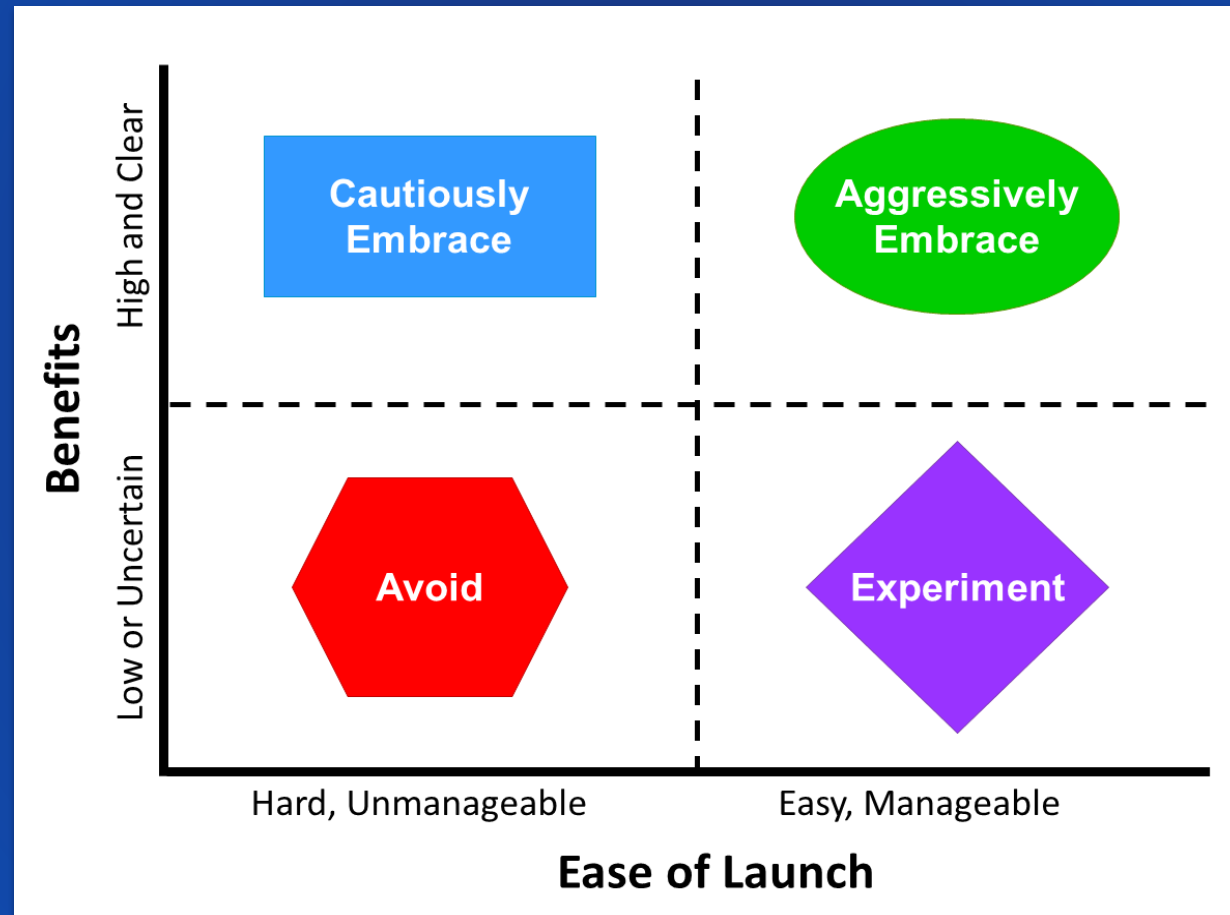 Benefits
High and Clear
Low or Uncertain
Cautiously
Embrace
Aggressively
Embrace
Avoid
Experiment
Hard, Unmanageable
Easy, Manageable
Ease of Launch